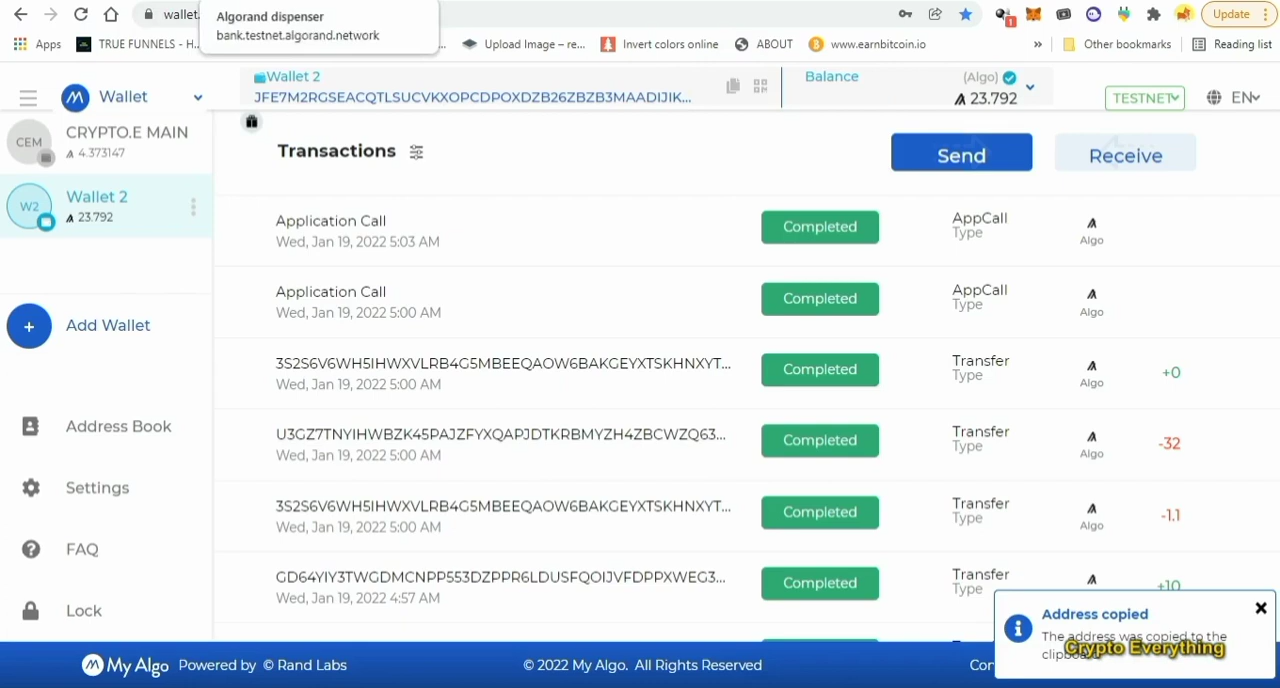 Algorand dispenser
bank.testnet.algorand.network
wallet.
Update
Apps
TRUE FUNNELS - H...
Upload Image – re...
Invert colors online
ABOUT
www.earnbitcoin.io
»
Other bookmarks
Reading list
Wallet
Wallet 2
JFE7M2RGSEACQTLSUCVKXOPCDPOXDZB26ZBZB3MAADIJIK...
Balance
(Algo)
23.792
TESTNET
EN
CEM
CRYPTO.E MAIN
4.373147
W2
Wallet 2
23.792
Add Wallet
Address Book
Settings
FAQ
Lock
Transactions
Send
Receive
Application Call
Wed, Jan 19, 2022 5:03 AM
Completed
AppCall
Type
Algo
Application Call
Wed, Jan 19, 2022 5:00 AM
Completed
AppCall
Type
Algo
3S2S6V6WH5IHWXVLRB4G5MBEEQAOW6BAKGEYXTSKHNXYT...
Wed, Jan 19, 2022 5:00 AM
Completed
Transfer
Type
Algo
+0
U3GZ7TNYIHWBZK45PAJZFYXQAPJDTKRBMYZH4ZBCWZQ63...
Wed, Jan 19, 2022 5:00 AM
Completed
Transfer
Type
Algo
-32
3S2S6V6WH5IHWXVLRB4G5MBEEQAOW6BAKGEYXTSKHNXYT...
Wed, Jan 19, 2022 5:00 AM
Completed
Transfer
Type
Algo
-1.1
GD64YIY3TWGDMCNPP553DZPPR6LDUSFQOIJVFDPPXWEG3...
Wed, Jan 19, 2022 4:57 AM
Completed
Transfer
Type
+10
Address copied
The address was copied to the
clipboard
Crypto Everything
My Algo Powered by © Rand Labs
© 2022 My Algo. All Rights Reserved
Con